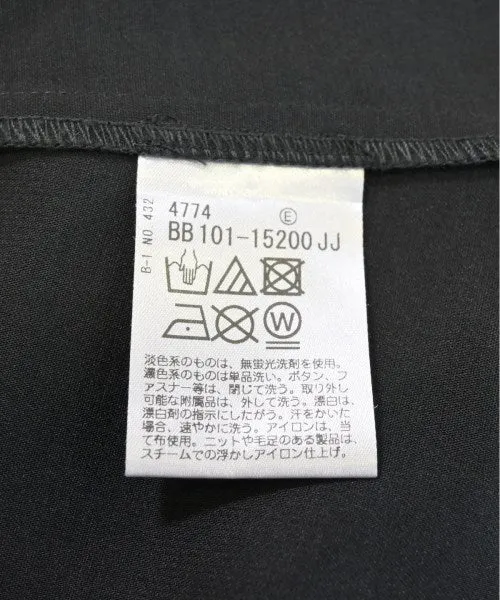 B-1 NO 432
4774 Ⓔ
BB 101-15200 JJ
W
淡色系のものは、無蛍光洗剤を使用。
濃色系のものは単品洗い。ボタン、フ
ァスナー等は、閉じて洗う。取り外し
可能な附属品は、外して洗う。漂白は、
漂白剤の指示にしたがう。汗をかいた
場合、速やかに洗う。アイロンは、当
て布使用。ニットや毛足のある製品は、
スチームでの浮かしアイロン仕上げ。